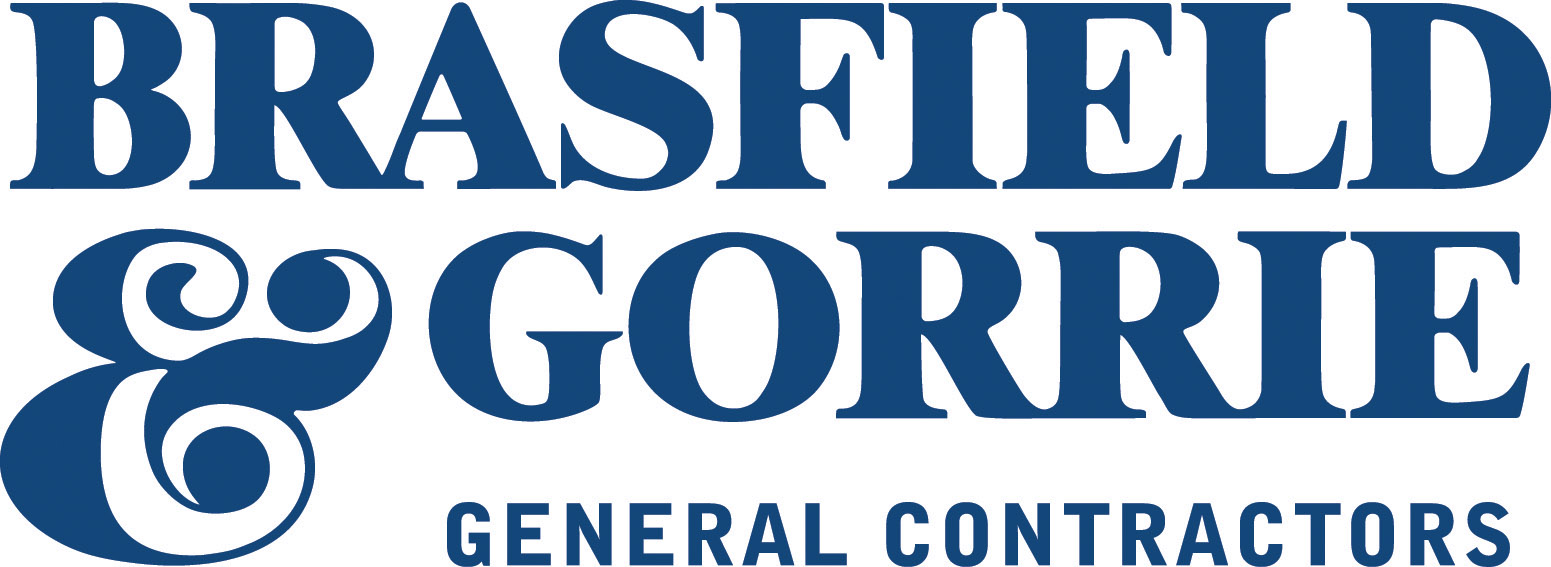 BRASFIELD
& GORRIE
GENERAL CONTRACTORS